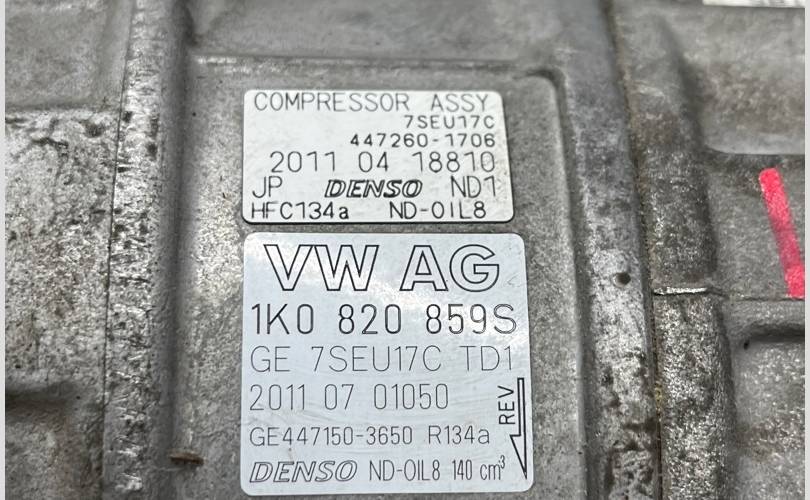 COMPRESSOR ASSY
7SEU17C
447260-1706
2011 04 18810
JP DENSO ND1
HFC134a ND-OIL8
VW AG
1K0 820 859S
GE 7SEU17C TD1
2011 07 01050
REV
GE447150-3650 R134a
DENSO ND-OIL8 140 cm³